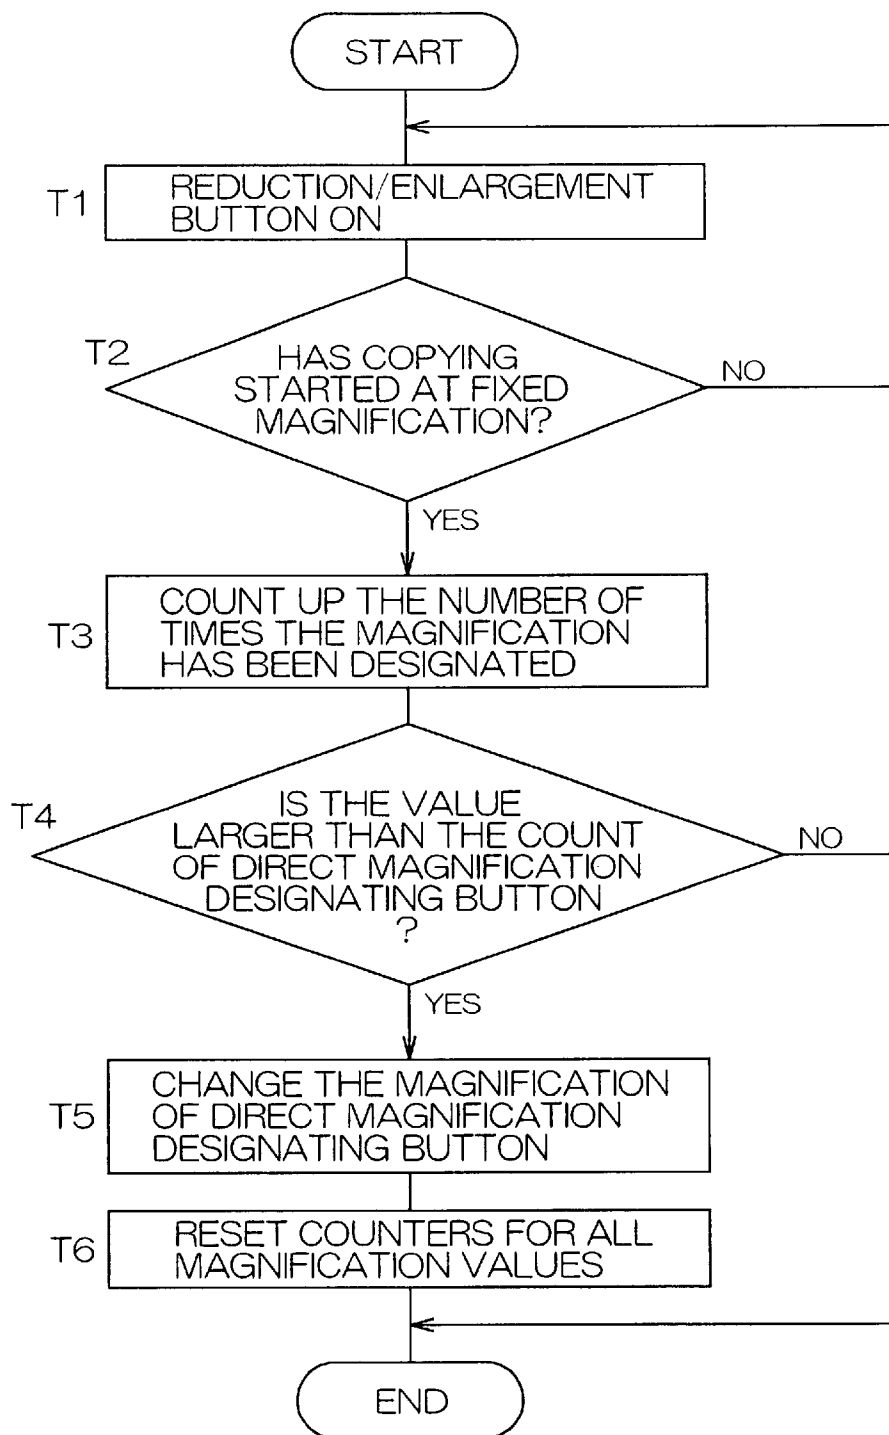 START
T1
REDUCTION/ENLARGEMENT
BUTTON ON
T2
HAS COPYING
STARTED AT FIXED
MAGNIFICATION?
NO
YES
T3
COUNT UP THE NUMBER OF
TIMES THE MAGNIFICATION
HAS BEEN DESIGNATED
T4
IS THE VALUE
LARGER THAN THE COUNT
OF DIRECT MAGNIFICATION
DESIGNATING BUTTON
?
NO
YES
T5
CHANGE THE MAGNIFICATION
OF DIRECT MAGNIFICATION
DESIGNATING BUTTON
T6
RESET COUNTERS FOR ALL
MAGNIFICATION VALUES
END